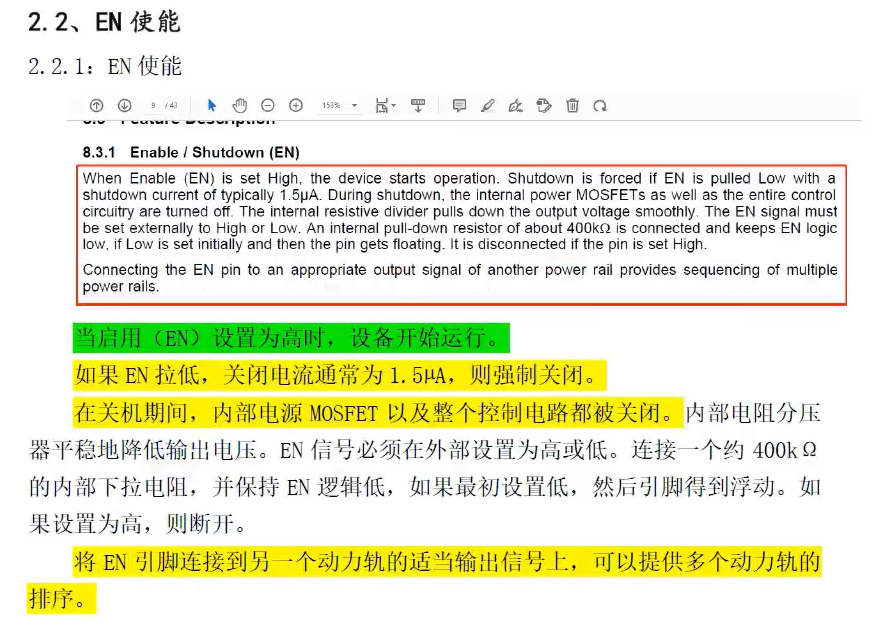 2.2、EN 使能
2.2.1：EN 使能
9 / 43
153%
8.3 Feature Description
8.3.1 Enable / Shutdown (EN)
When Enable (EN) is set High, the device starts operation. Shutdown is forced if EN is pulled Low with a
shutdown current of typically 1.5µA. During shutdown, the internal power MOSFETs as well as the entire control
circuitry are turned off. The internal resistive divider pulls down the output voltage smoothly. The EN signal must
be set externally to High or Low. An internal pull-down resistor of about 400kΩ is connected and keeps EN logic
low, if Low is set initially and then the pin gets floating. It is disconnected if the pin is set High.
Connecting the EN pin to an appropriate output signal of another power rail provides sequencing of multiple
power rails.
当启用（EN）设置为高时，设备开始运行。
如果 EN 拉低，关闭电流通常为 1.5μA，则强制关闭。
在关机期间，内部电源 MOSFET 以及整个控制电路都被关闭。内部电阻分压
器平稳地降低输出电压。EN 信号必须在外部设置为高或低。连接一个约 400kΩ
的内部下拉电阻，并保持 EN 逻辑低，如果最初设置低，然后引脚得到浮动。如
果设置为高，则断开。
将 EN 引脚连接到另一个动力轨的适当输出信号上，可以提供多个动力轨的
排序。